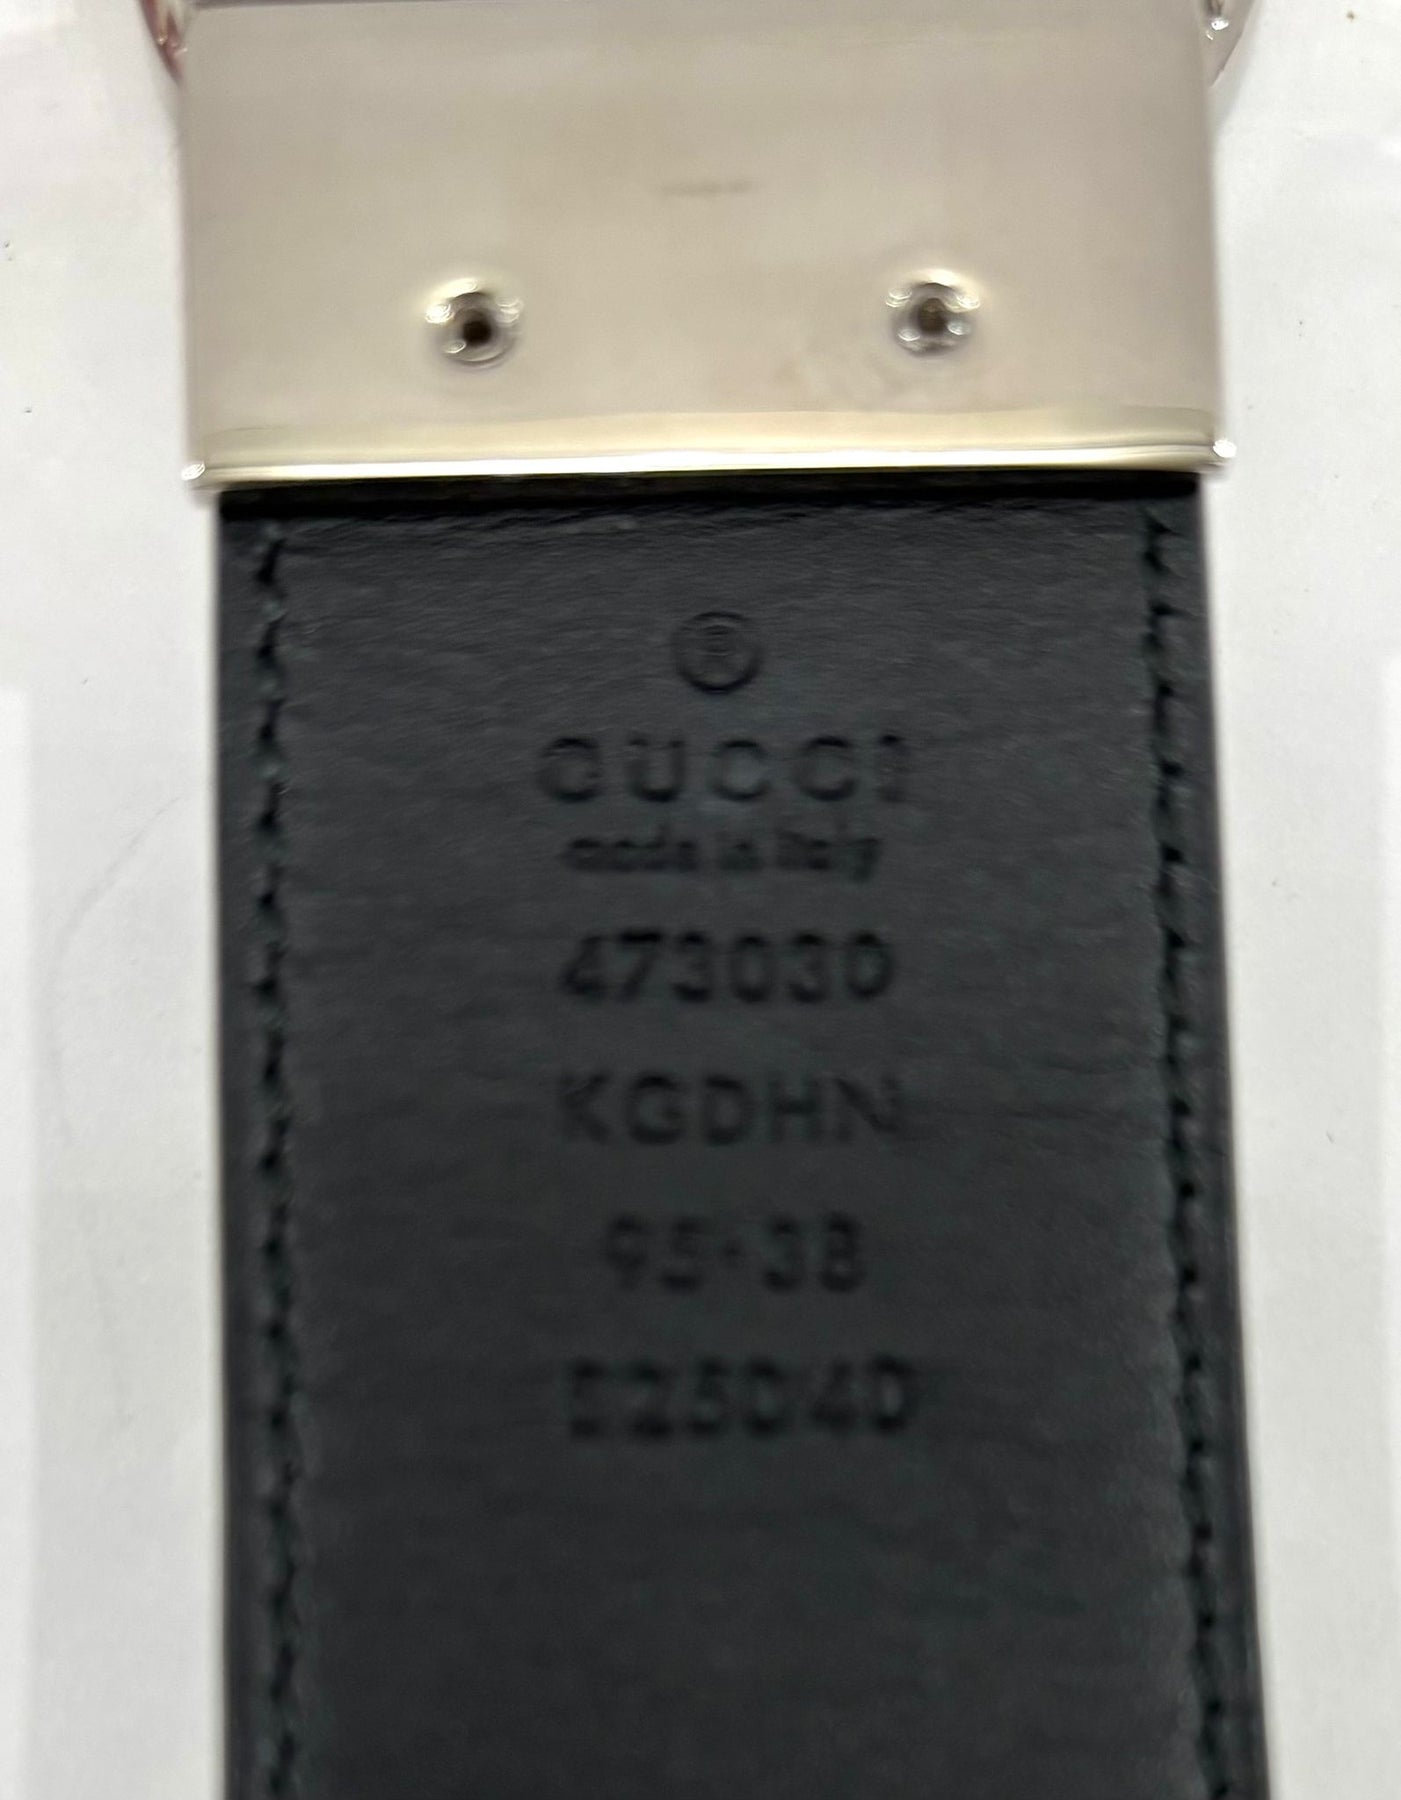 ®
GUCCI
made in Italy
473030
KGDHN
95·38